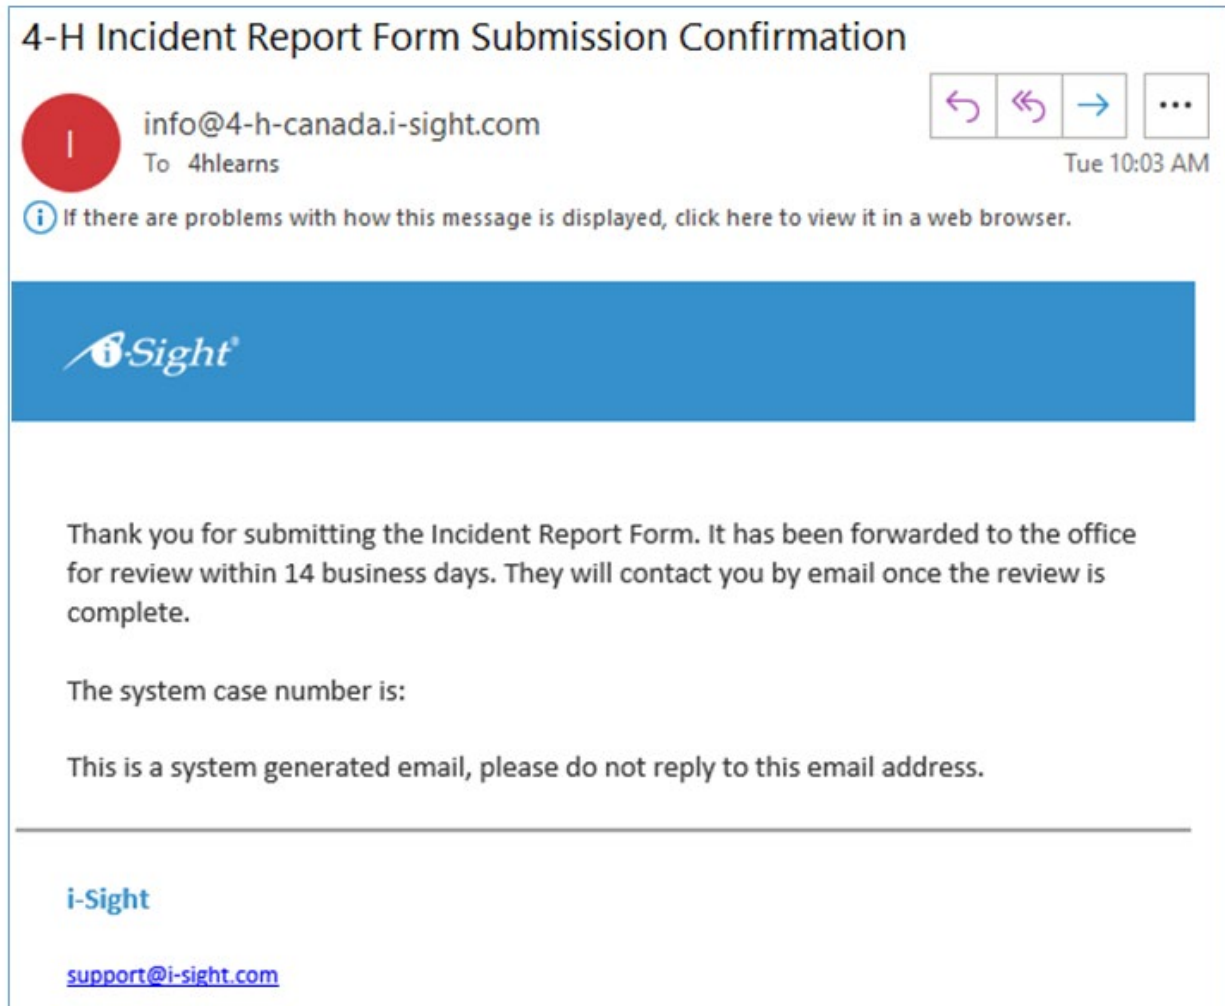 4-H Incident Report Form Submission Confirmation
I
info@4-h-canada.i-sight.com
To 4hlearns
Tue 10:03 AM
If there are problems with how this message is displayed, click here to view it in a web browser.
i-Sight®
Thank you for submitting the Incident Report Form. It has been forwarded to the office
for review within 14 business days. They will contact you by email once the review is
complete.
The system case number is:
This is a system generated email, please do not reply to this email address.
i-Sight
support@i-sight.com